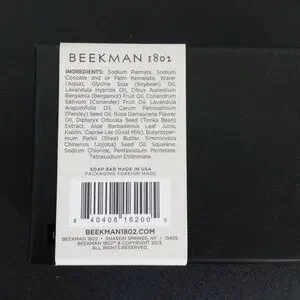 BEEKMAN 1802
INGREDIENTS: Sodium Palmate, Sodium
Cocoate and or Palm Kernelate, Water
(Aqua), Glycine Soja (Soybean) Oil,
Lavandula Hybrida Oil, Citrus Aurantium
Bergamia (Bergamot) Fruit Oil, Coriandrum
Sativum (Coriander) Fruit Oil, Lavandula
Angustifolia Oil, Carum Petroselinum
(Parsley) Seed Oil, Rosa Damascena Flower
Oil, Dipteryx Odorata Seed (Tonka Bean)
Extract, Aloe Barbadensis Leaf Juice,
Kaolin, Caprae Lac (Goat Milk), Butyrosper-
mum Parkii (Shea) Butter, Simmondsia
Chinensis (Jojoba) Seed Oil, Squalane,
Sodium Chloride, Pentasodium Pentetate,
Tetrasodium Etidronate.
SOAP BAR MADE IN USA
PACKAGING FOREIGN MADE
8 40408 16200 5
BEEKMAN1802.COM
BEEKMAN 1802 • SHARON SPRINGS, NY | 13459
BEEKMAN 1802® & COPYRIGHT 2013.
ALL RIGHTS RESERVED.